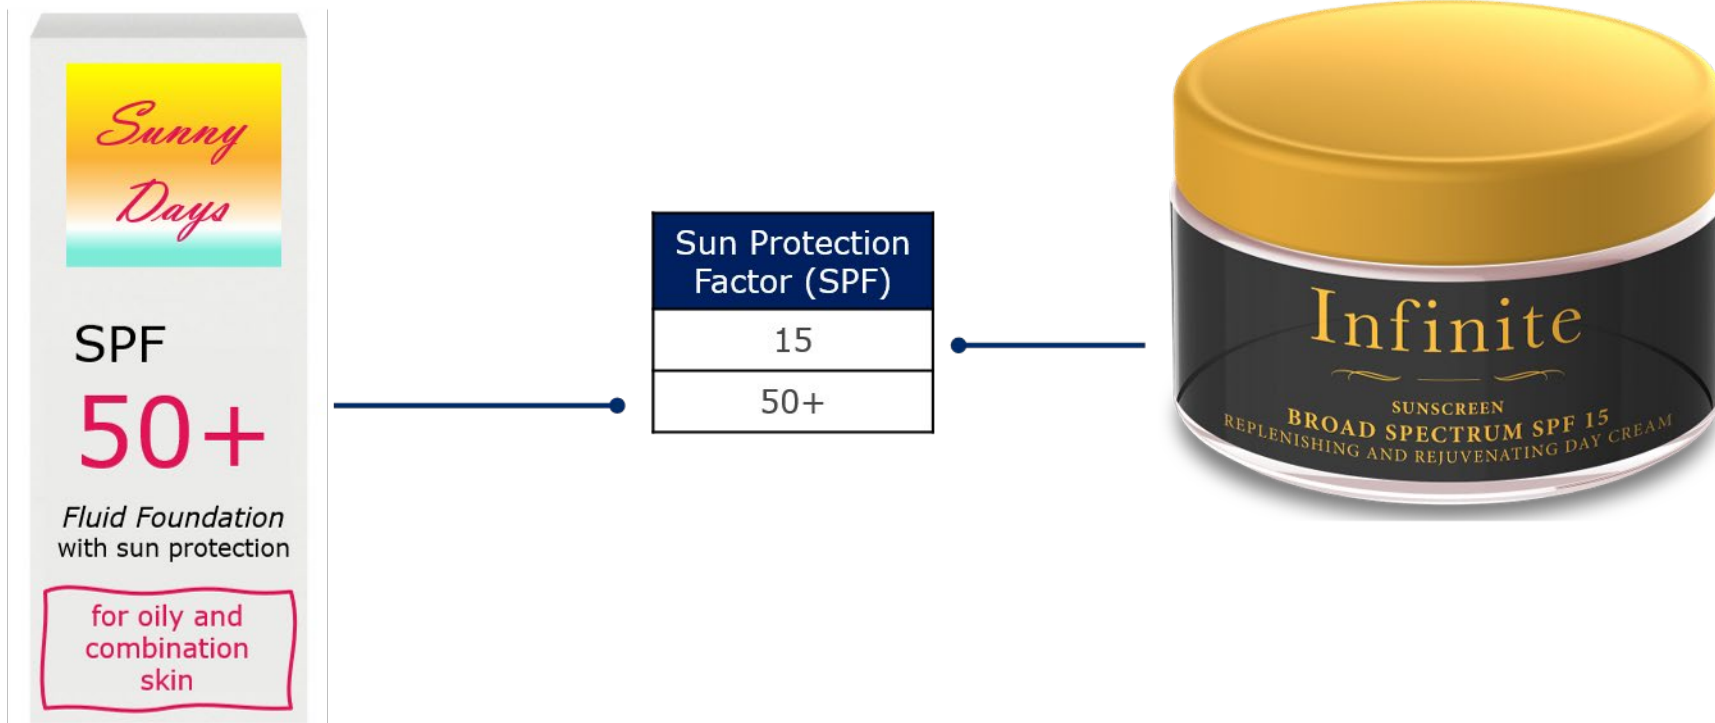 Sunny
Days
SPF
50+
Fluid Foundation
with sun protection
for oily and
combination
skin
Sun Protection
Factor (SPF)
15
50+
Infinite
SUNSCREEN
BROAD SPECTRUM SPF 15
REPLENISHING AND REJUVENATING DAY CREAM